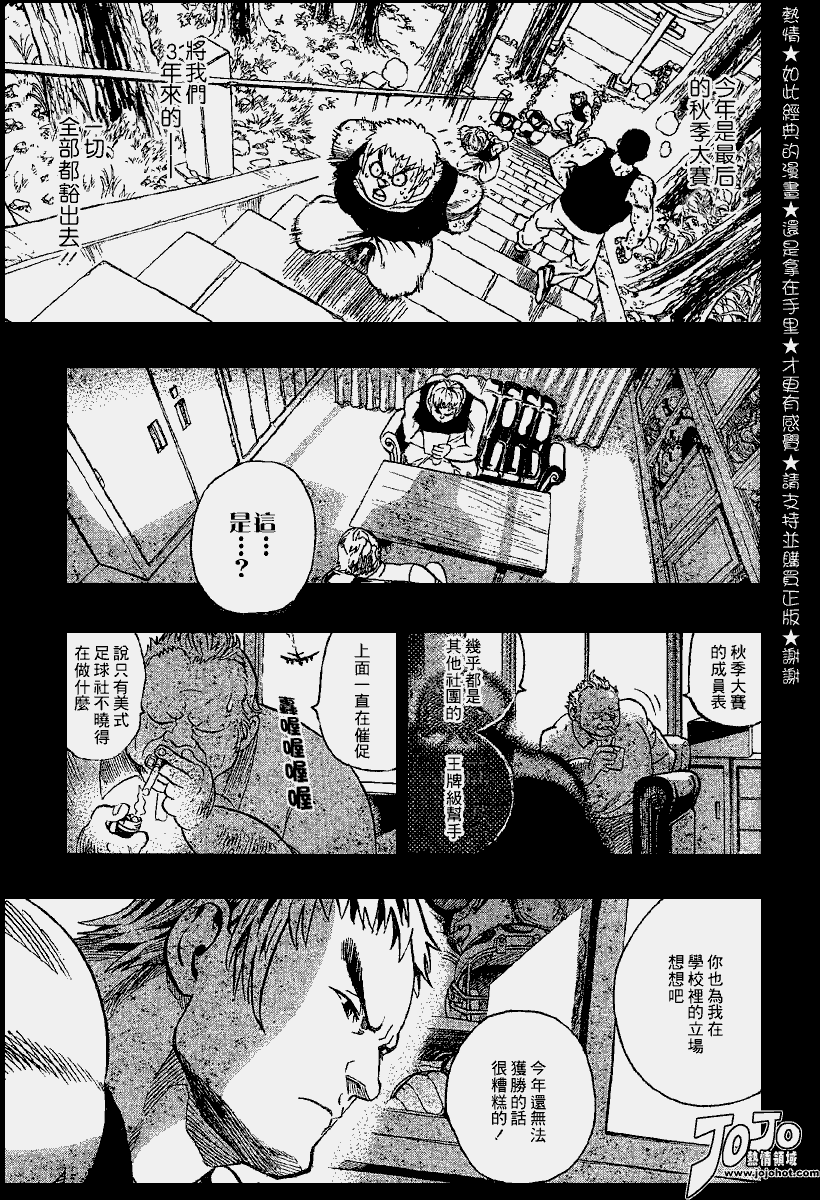 今年是最后
的秋季大賽
將我們
3年來的——
一切
全部都豁出去!!
這…
是…?
秋季大賽
的成員表
幾乎都是
其他社團的
王牌級幫手
上面一直在催促
轟喔喔喔喔
說只有美式
足球社不曉得
在做什麼
你也為我在
學校裡的立場
想想吧
今年還無法
獲勝的話
很糟糕的!
熱情★如此經典的漫畫★還是拿在手里★才更有感覺★請支持並購買正版★謝謝
JOJO
熱情領域
www.jojohot.com